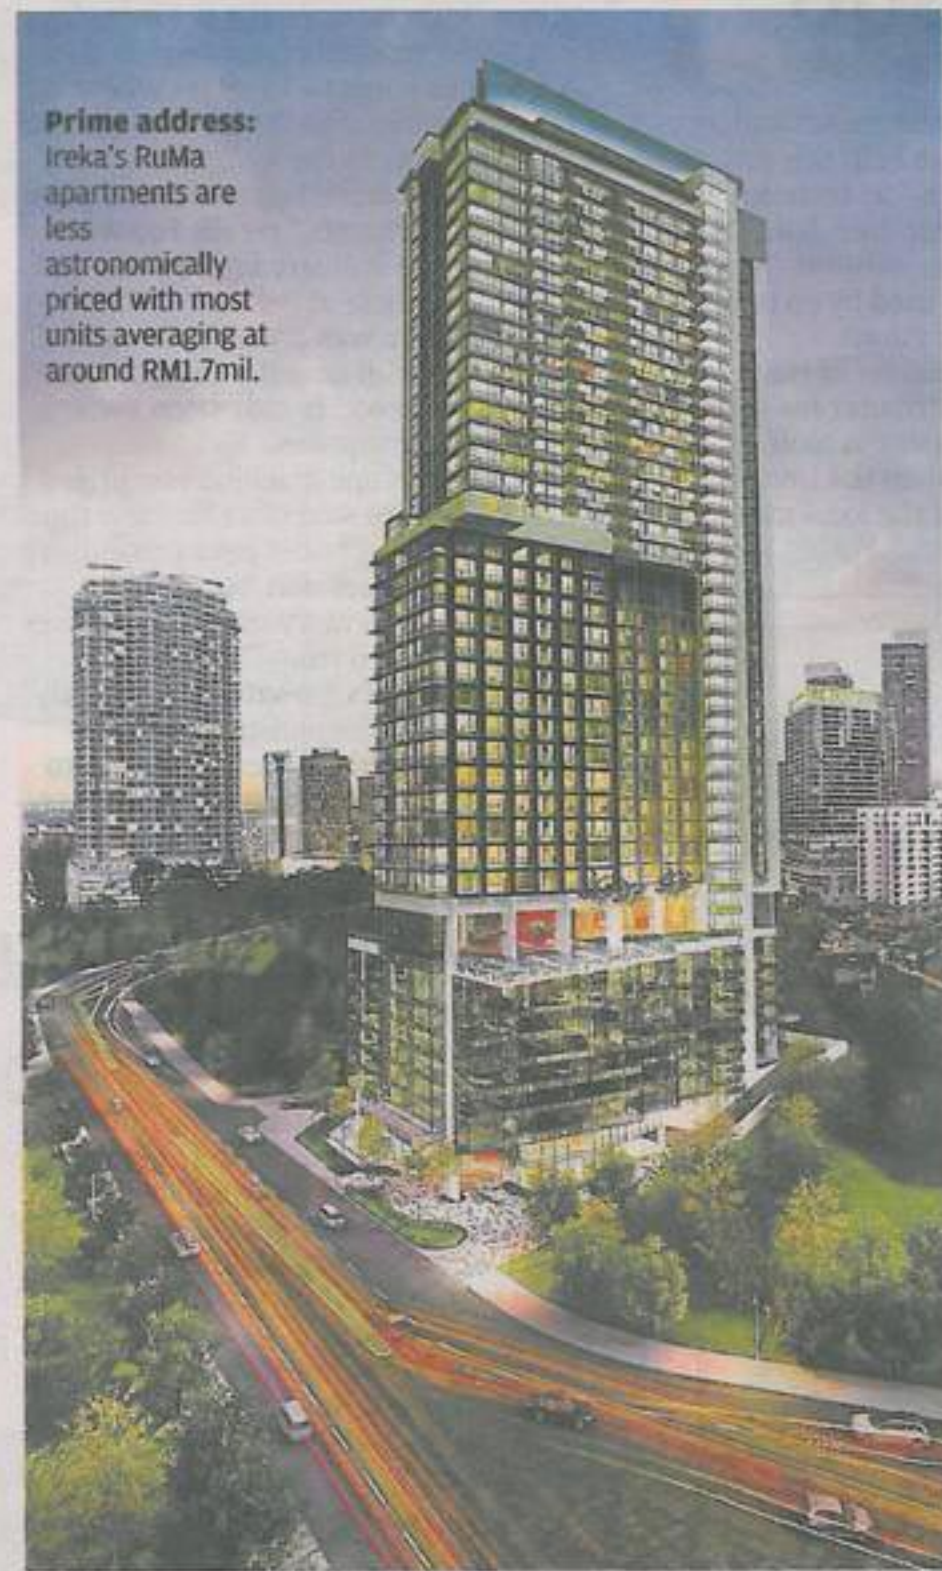 Prime address:
Ireka's RuMa
apartments are
less
astronomically
priced with most
units averaging at
around RM1.7mil.